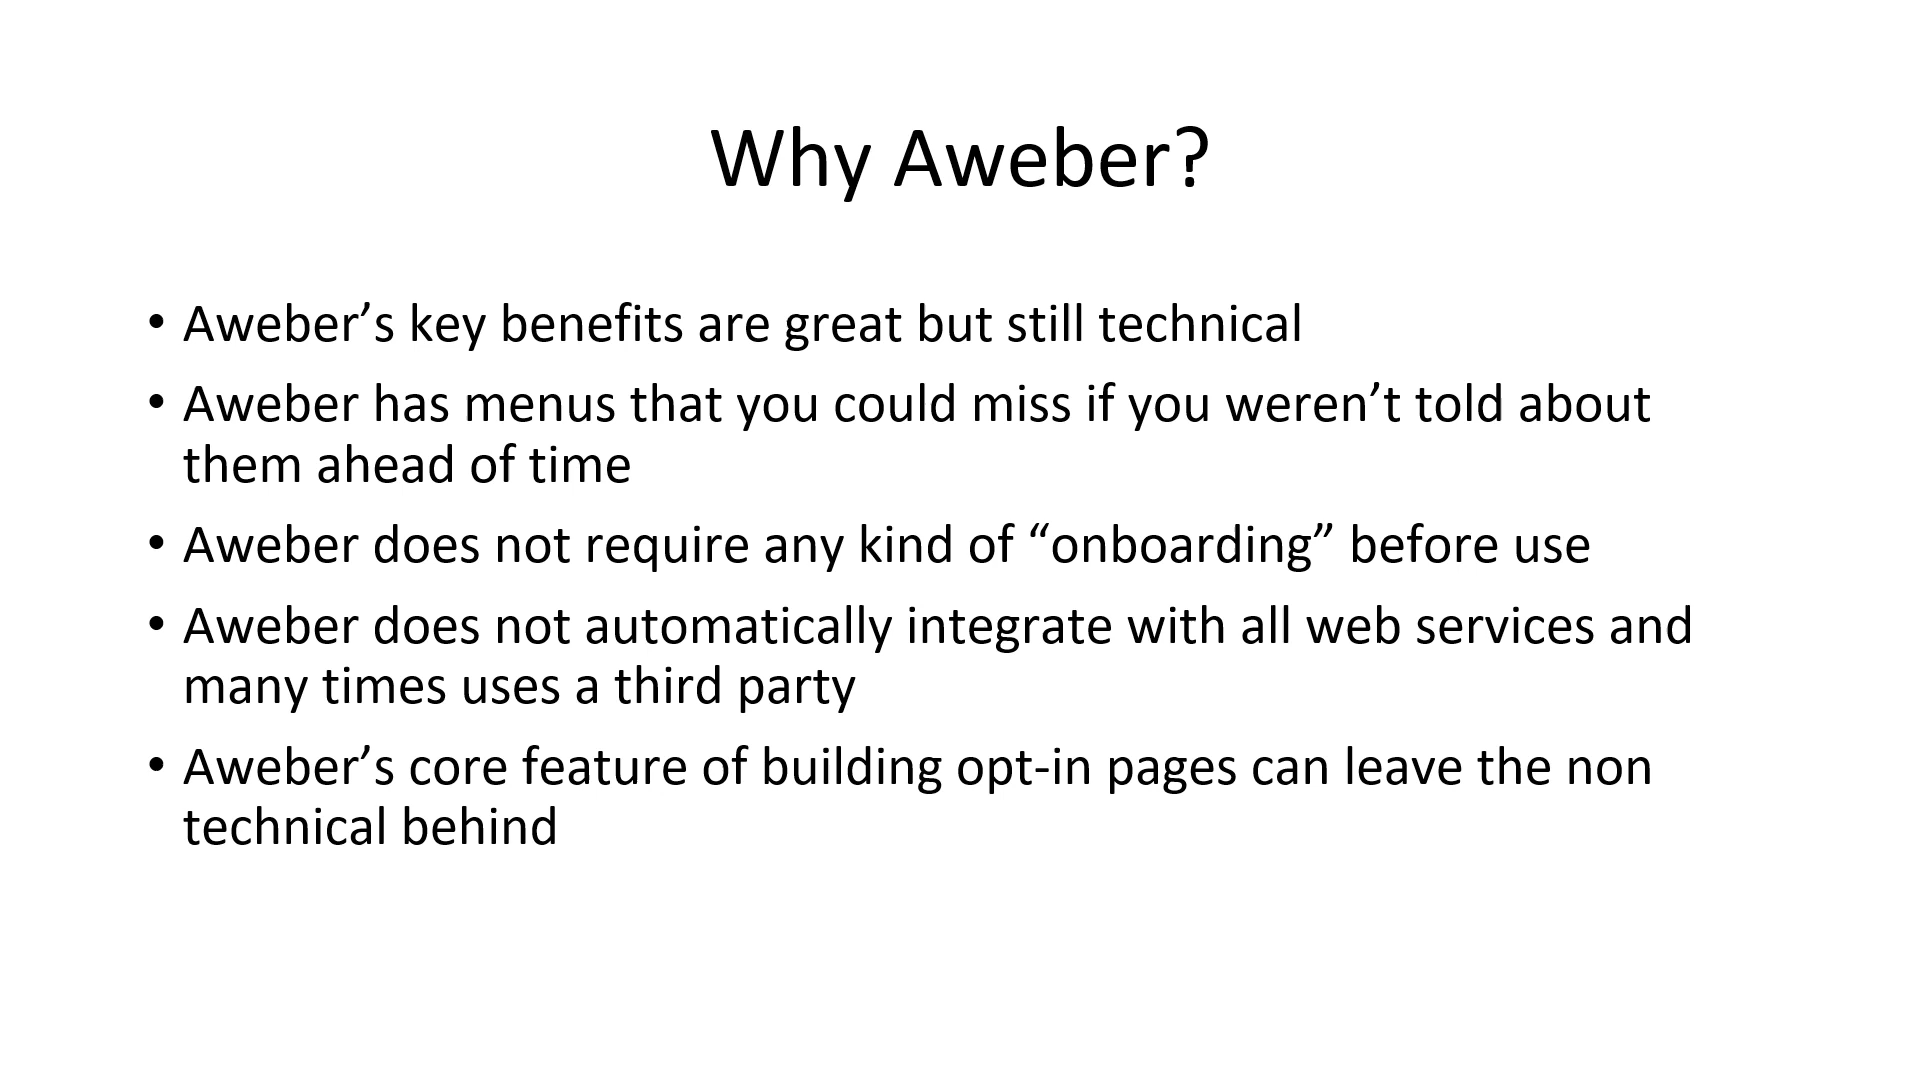 Why Aweber?
• Aweber’s key benefits are great but still technical
• Aweber has menus that you could miss if you weren’t told about
them ahead of time
• Aweber does not require any kind of “onboarding” before use
• Aweber does not automatically integrate with all web services and
many times uses a third party
• Aweber’s core feature of building opt-in pages can leave the non
technical behind